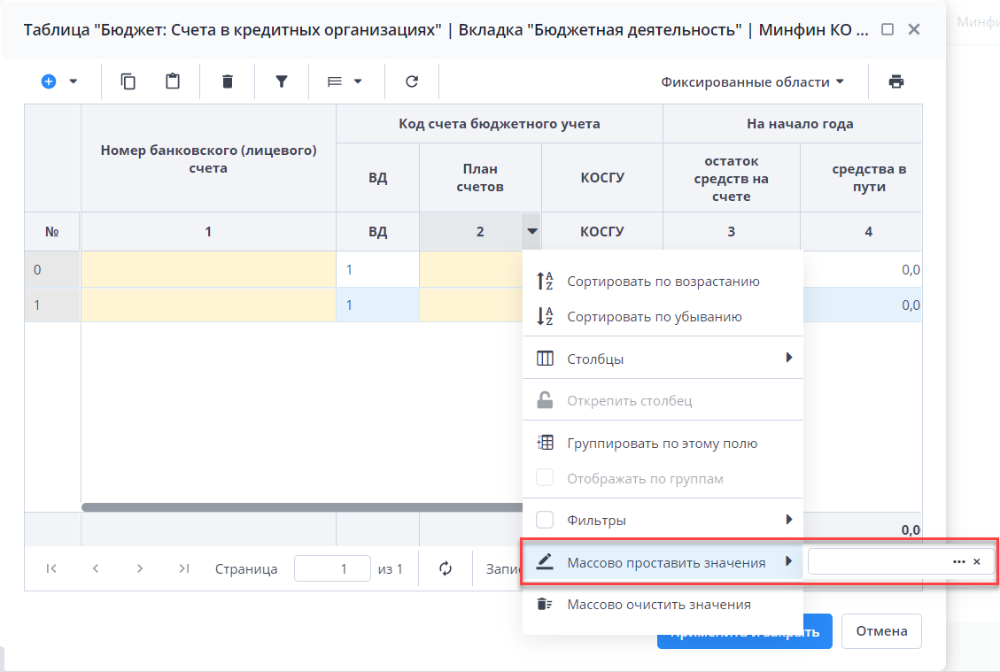 Таблица "Бюджет: Счета в кредитных организациях" | Вкладка "Бюджетная деятельность" | Минфин КО ...
Фиксированные области
Номер банковского (лицевого)
счета
Код счета бюджетного учета
На начало года
ВД
План
счетов
КОСГУ
остаток
средств на
счете
средства в
пути
№ 1 ВД 2 КОСГУ 3 4
0 1 0,0
1 1 0,0
Сортировать по возрастанию
Сортировать по убыванию
Столбцы
Открепить столбец
Группировать по этому полю
Отображать по группам
Фильтры
0,0
Массово проставить значения
Массово очистить значения
Страница 1 из 1
Отмена